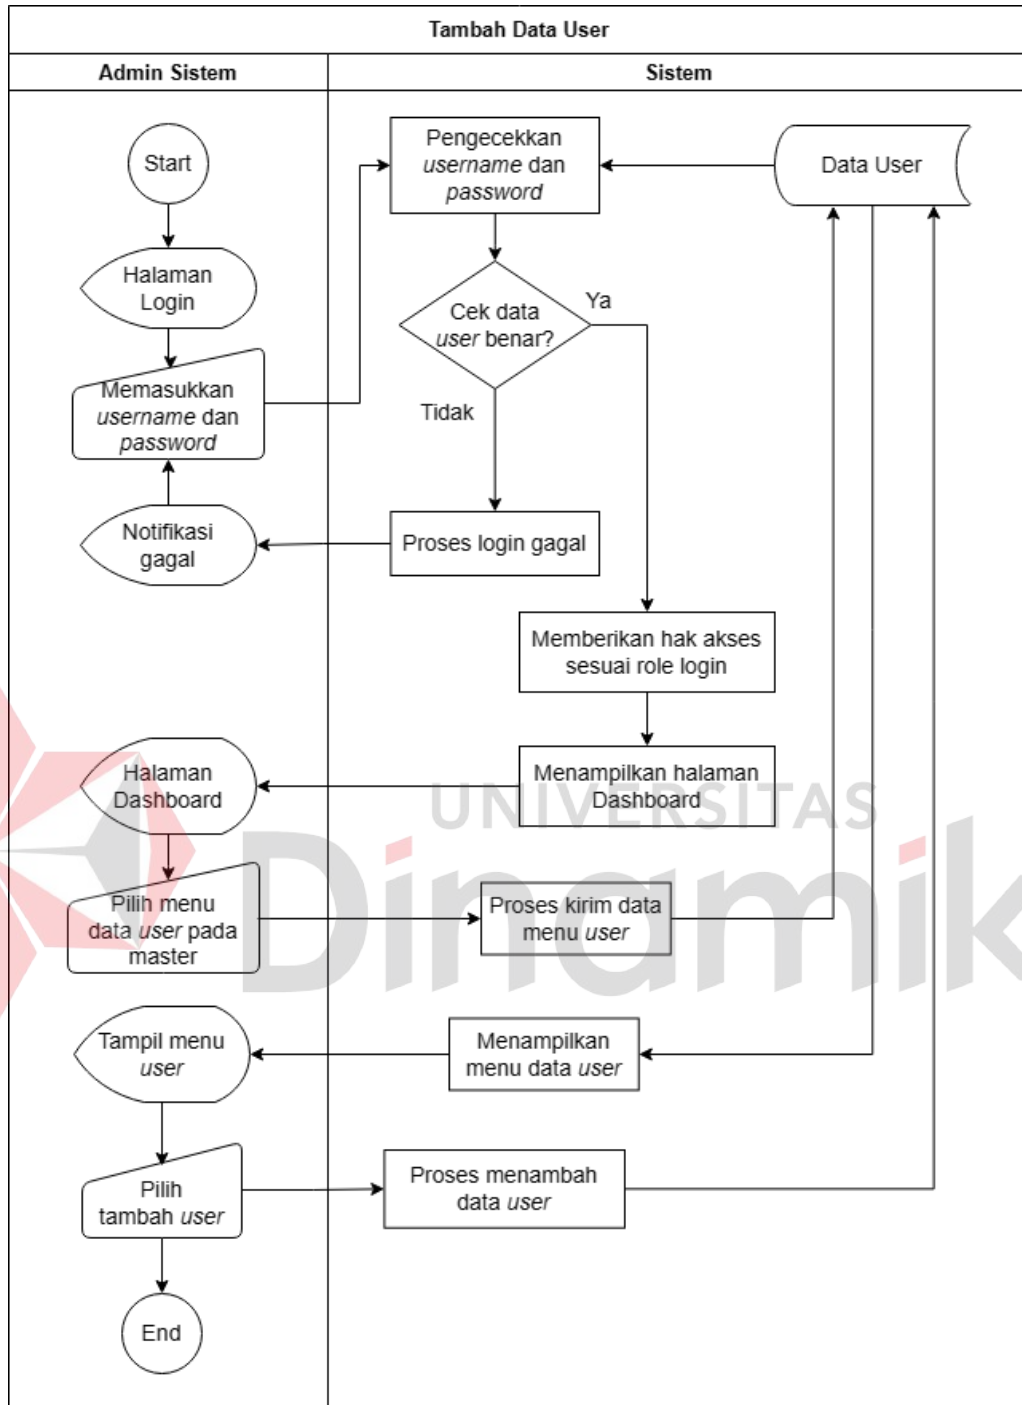 Tambah Data User
Admin Sistem
Sistem
Start
Pengecekkan
username dan
password
Data User
Halaman
Login
Cek data
user benar?
Ya
Tidak
Memasukkan
username dan
password
Notifikasi
gagal
Proses login gagal
Memberikan hak akses
sesuai role login
Halaman
Dashboard
Menampilkan halaman
Dashboard
UNIVERSITAS
Dinamika
Pilih menu
data user pada
master
Proses kirim data
menu user
Tampil menu
user
Menampilkan
menu data user
Pilih
tambah user
Proses menambah
data user
End